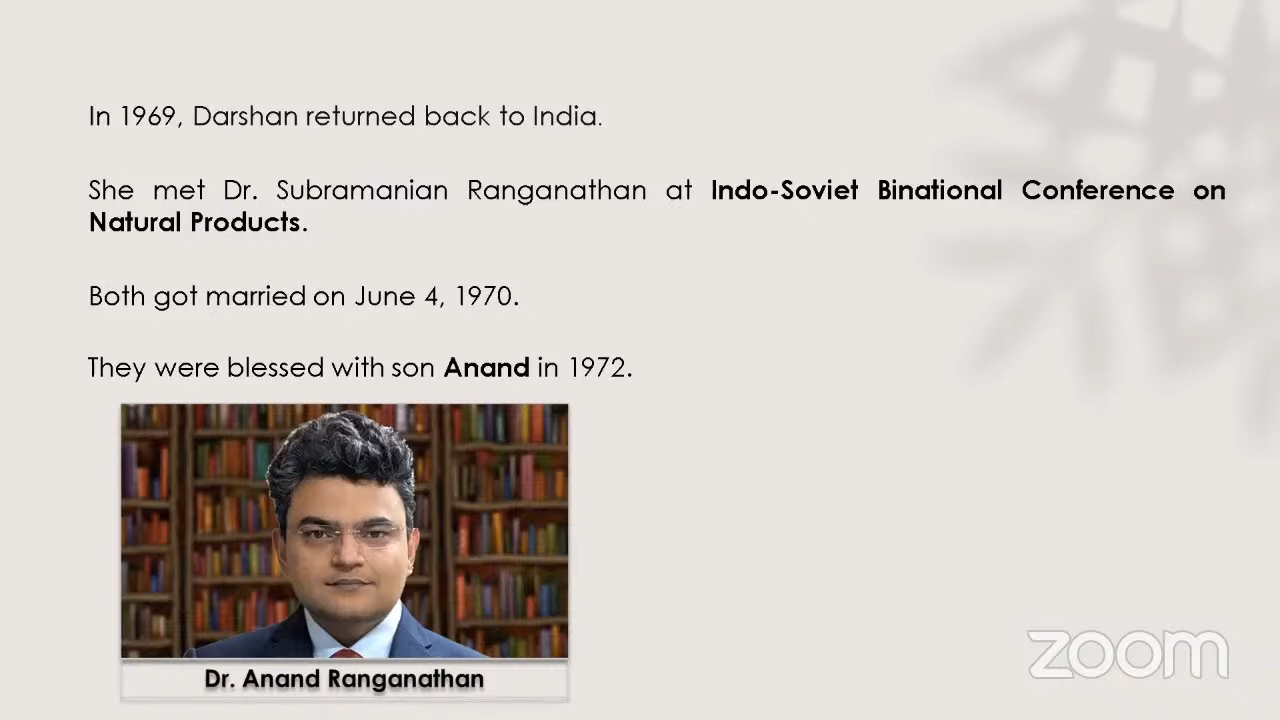 In 1969, Darshan returned back to India.
She met Dr. Subramanian Ranganathan at Indo-Soviet Binational Conference on
Natural Products.
Both got married on June 4, 1970.
They were blessed with son Anand in 1972.
Dr. Anand Ranganathan
zoom